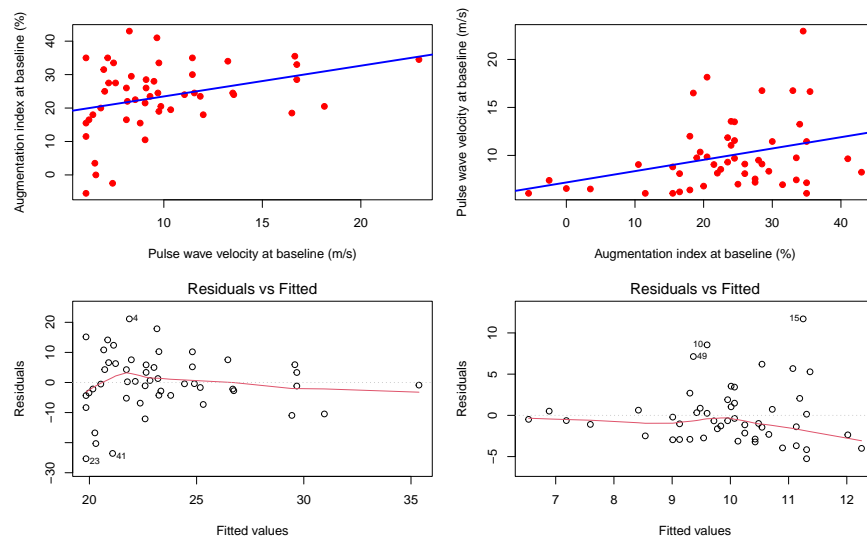 Augmentation index at baseline (%)
0 10 20 30 40
10 15 20
Pulse wave velocity at baseline (m/s)
Pulse wave velocity at baseline (m/s)
10 15 20
0 10 20 30 40
Augmentation index at baseline (%)
Residuals vs Fitted
Residuals
−30 −10 0 10 20
4
23
41
20 25 30 35
Fitted values
Residuals vs Fitted
Residuals
−5 0 5 10
15
10
49
7 8 9 10 11 12
Fitted values